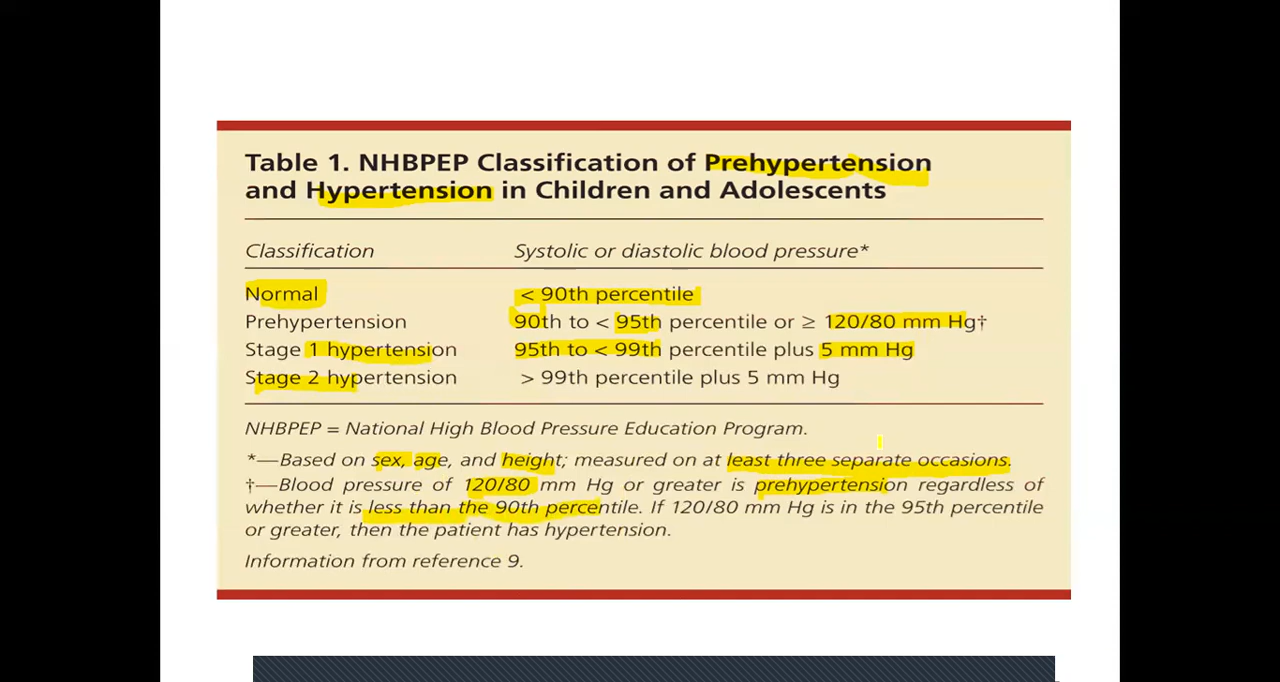 Table 1. NHBPEP Classification of Prehypertension
and Hypertension in Children and Adolescents
Classification Systolic or diastolic blood pressure*
Normal < 90th percentile
Prehypertension 90th to < 95th percentile or ≥ 120/80 mm Hg†
Stage 1 hypertension 95th to < 99th percentile plus 5 mm Hg
Stage 2 hypertension > 99th percentile plus 5 mm Hg
NHBPEP = National High Blood Pressure Education Program.
*—Based on sex, age, and height; measured on at least three separate occasions.
†—Blood pressure of 120/80 mm Hg or greater is prehypertension regardless of
whether it is less than the 90th percentile. If 120/80 mm Hg is in the 95th percentile
or greater, then the patient has hypertension.
Information from reference 9.